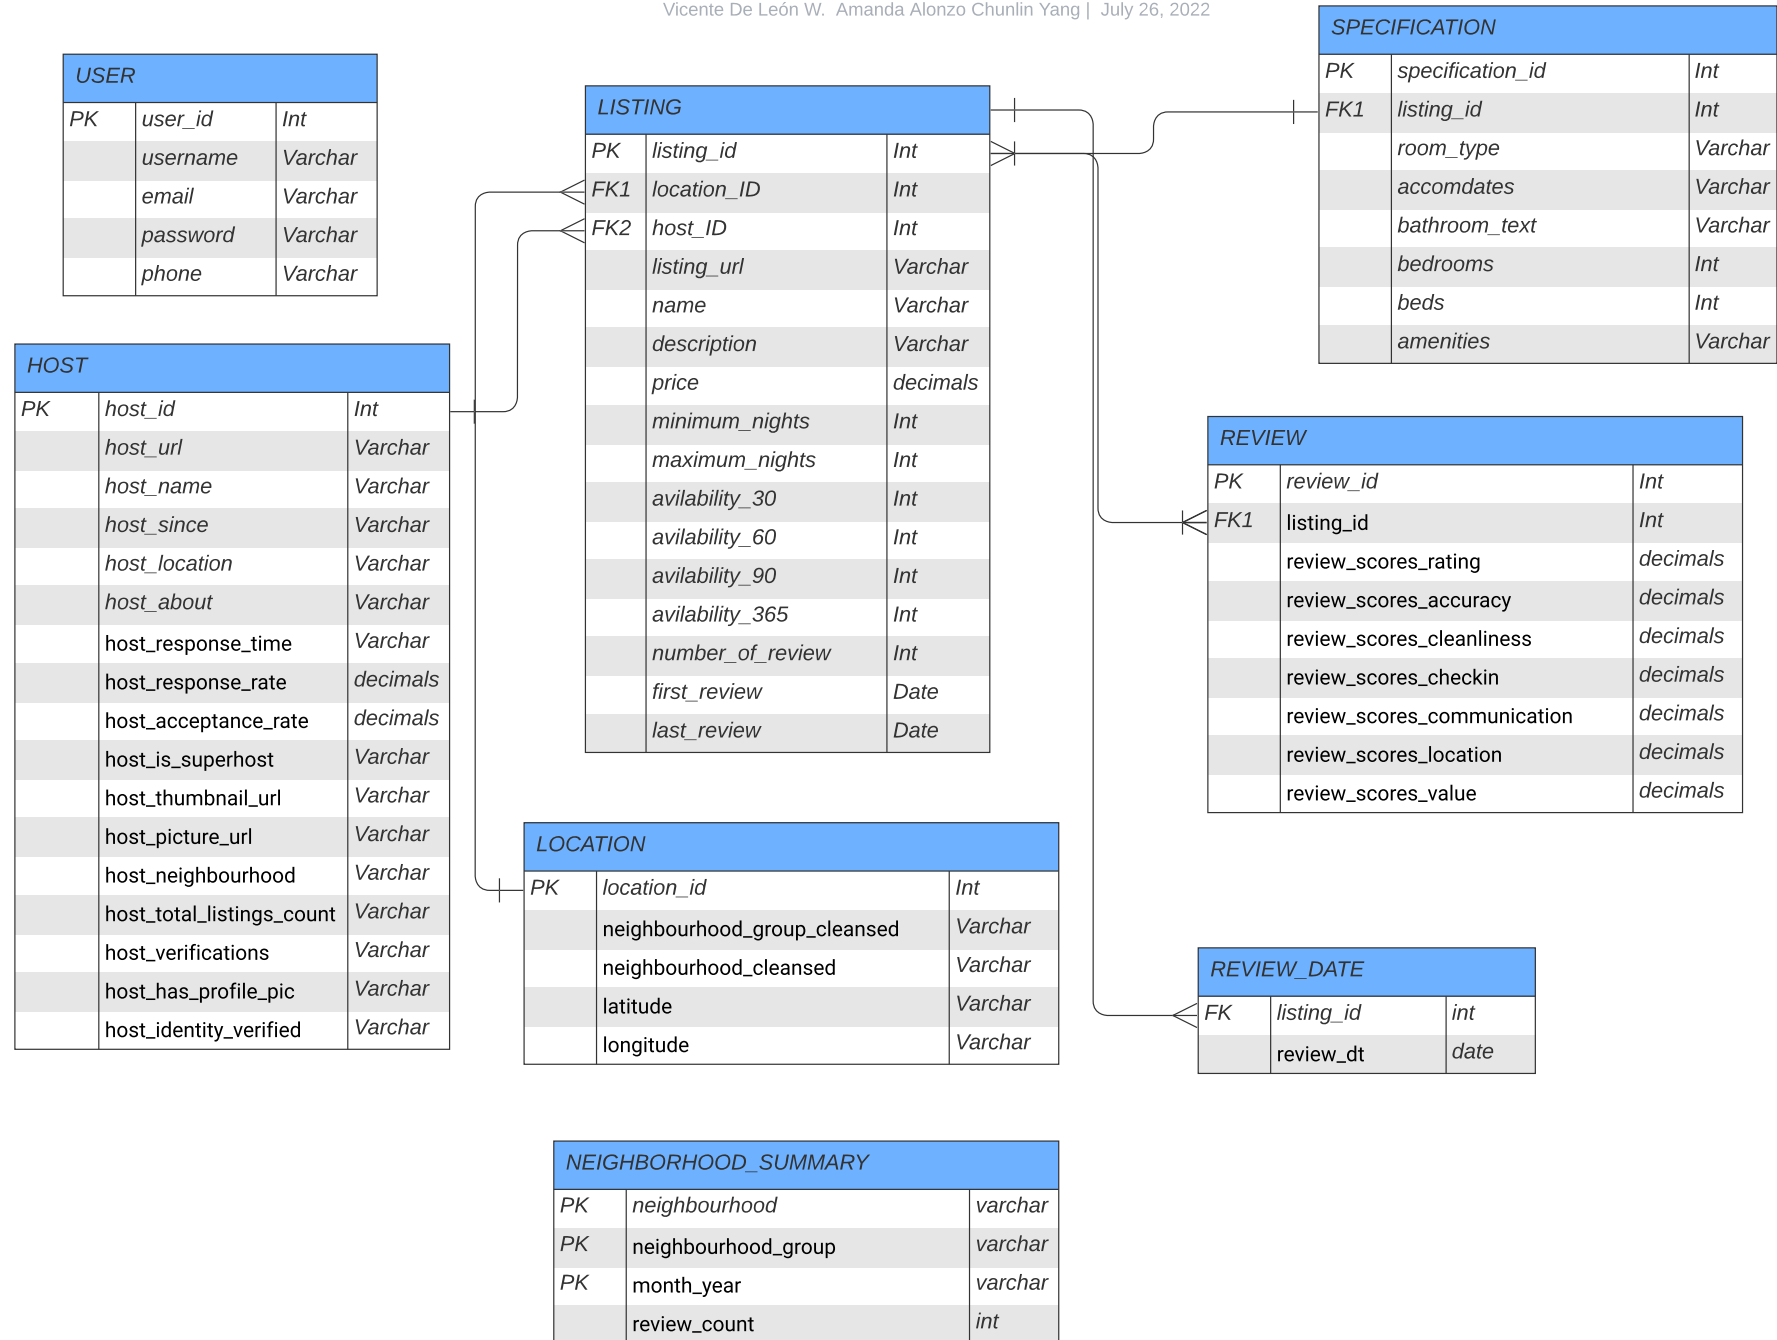 Vicente De León W.  Amanda Alonzo Chunlin Yang |  July 26, 2022
USER
PK user_id Int
username Varchar
email Varchar
password Varchar
phone Varchar
HOST
PK host_id Int
host_url Varchar
host_name Varchar
host_since Varchar
host_location Varchar
host_about Varchar
host_response_time Varchar
host_response_rate decimals
host_acceptance_rate decimals
host_is_superhost Varchar
host_thumbnail_url Varchar
host_picture_url Varchar
host_neighbourhood Varchar
host_total_listings_count Varchar
host_verifications Varchar
host_has_profile_pic Varchar
host_identity_verified Varchar
LISTING
PK listing_id Int
FK1 location_ID Int
FK2 host_ID Int
listing_url Varchar
name Varchar
description Varchar
price decimals
minimum_nights Int
maximum_nights Int
avilability_30 Int
avilability_60 Int
avilability_90 Int
avilability_365 Int
number_of_review Int
first_review Date
last_review Date
LOCATION
PK location_id Int
neighbourhood_group_cleansed Varchar
neighbourhood_cleansed Varchar
latitude Varchar
longitude Varchar
NEIGHBORHOOD_SUMMARY
PK neighbourhood varchar
PK neighbourhood_group varchar
PK month_year varchar
review_count int
SPECIFICATION
PK specification_id Int
FK1 listing_id Int
room_type Varchar
accomdates Varchar
bathroom_text Varchar
bedrooms Int
beds Int
amenities Varchar
REVIEW
PK review_id Int
FK1 listing_id Int
review_scores_rating decimals
review_scores_accuracy decimals
review_scores_cleanliness decimals
review_scores_checkin decimals
review_scores_communication decimals
review_scores_location decimals
review_scores_value decimals
REVIEW_DATE
FK listing_id int
review_dt date